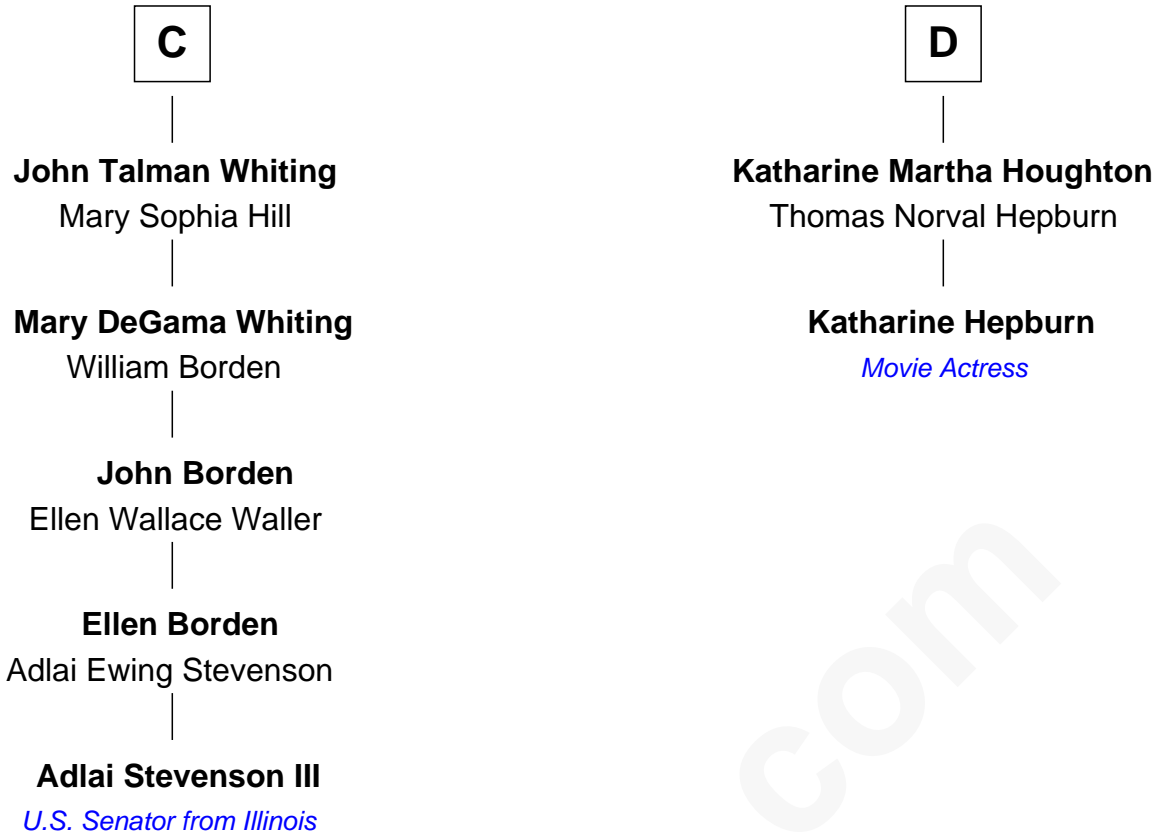 C
John Talman Whiting
Mary Sophia Hill
Mary DeGama Whiting
William Borden
John Borden
Ellen Wallace Waller
Ellen Borden
Adlai Ewing Stevenson
Adlai Stevenson III
U.S. Senator from Illinois
D
Katharine Martha Houghton
Thomas Norval Hepburn
Katharine Hepburn
Movie Actress
com